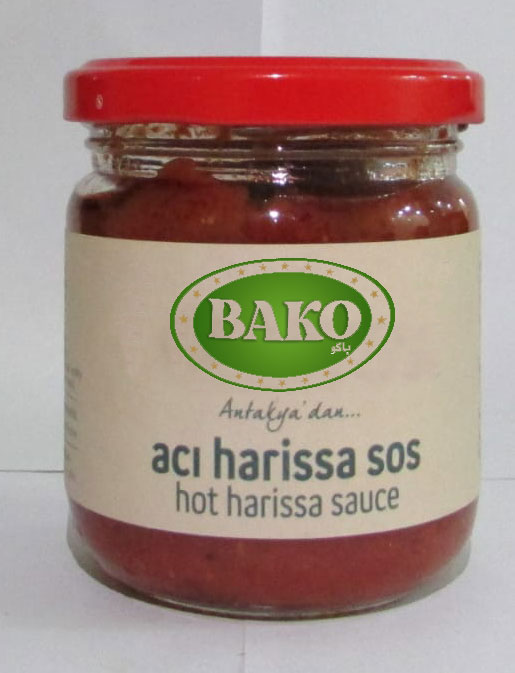 BAKO
باكو
Antakya'dan...
acı harissa sos
hot harissa sauce